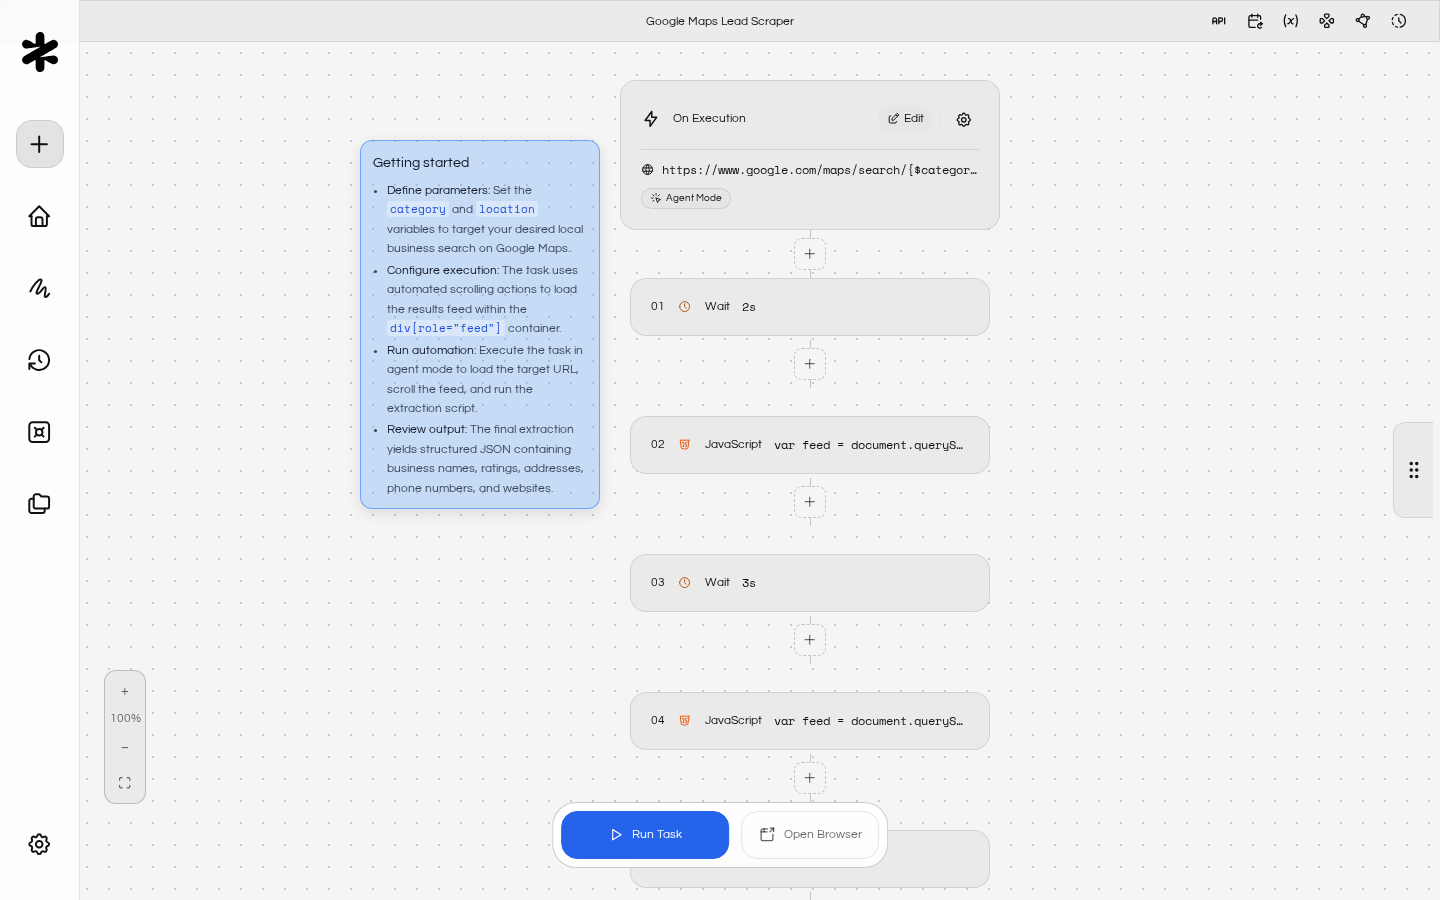 Google Maps Lead Scraper
API
On Execution
Edit
https://www.google.com/maps/search/{$categor…
Agent Mode
Getting started
• Define parameters: Set the
category and location
variables to target your desired local
business search on Google Maps..
• Configure execution: The task uses
automated scrolling actions to load
the results feed within the
div[role="feed"] container.
• Run automation: Execute the task in
agent mode to load the target URL,
scroll the feed, and run the
extraction script.
• Review output: The final extraction
yields structured JSON containing
business names, ratings, addresses,
phone numbers, and websites.
01 Wait 2s
02 JavaScript var feed = document.queryS…
03 Wait 3s
04 JavaScript var feed = document.queryS…
+
100%
−
Run Task
Open Browser